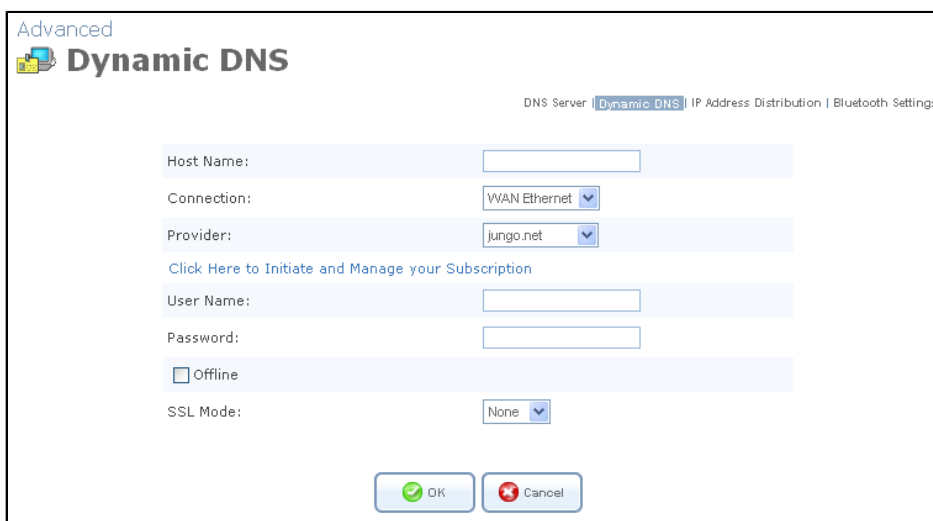 Advanced
Dynamic DNS
DNS Server | Dynamic DNS | IP Address Distribution | Bluetooth Setting
Host Name:
Connection: WAN Ethernet
Provider: jungo.net
Click Here to Initiate and Manage your Subscription
User Name:
Password:
Offline
SSL Mode: None
OK Cancel